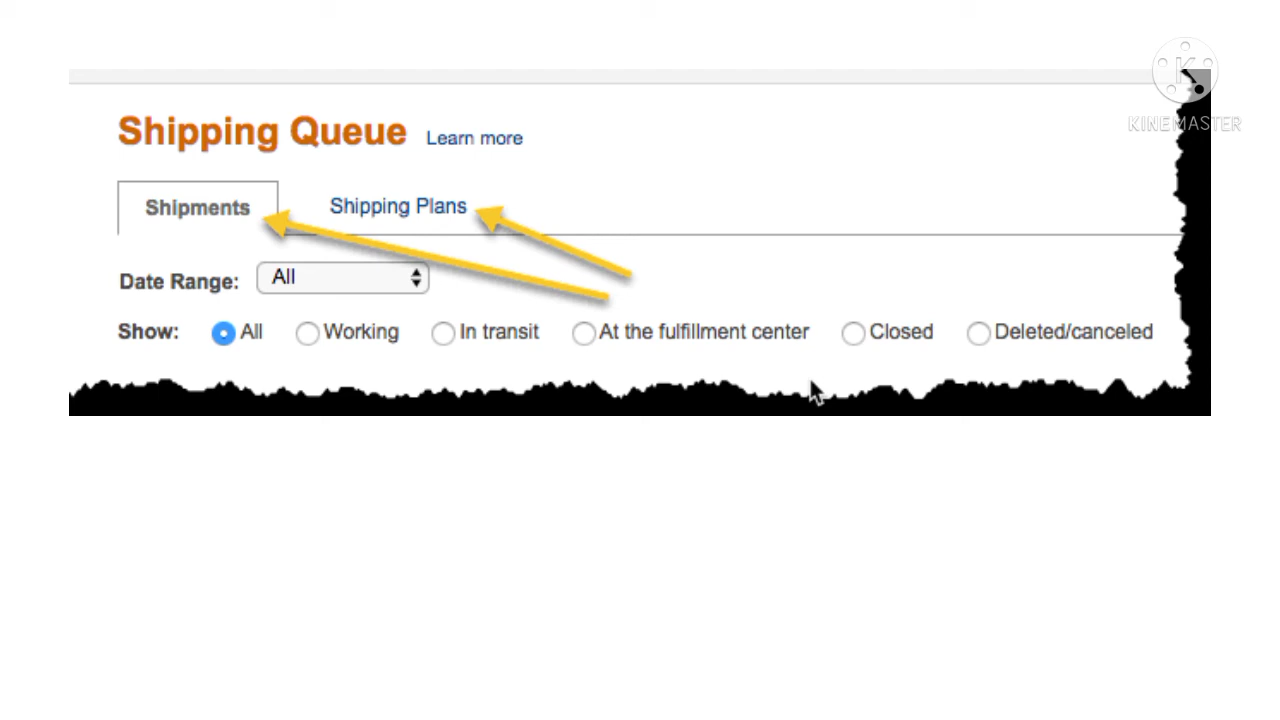 KINEMASTER
Shipping Queue Learn more
Shipments Shipping Plans
Date Range: All
Show: All Working In transit At the fulfillment center Closed Deleted/canceled